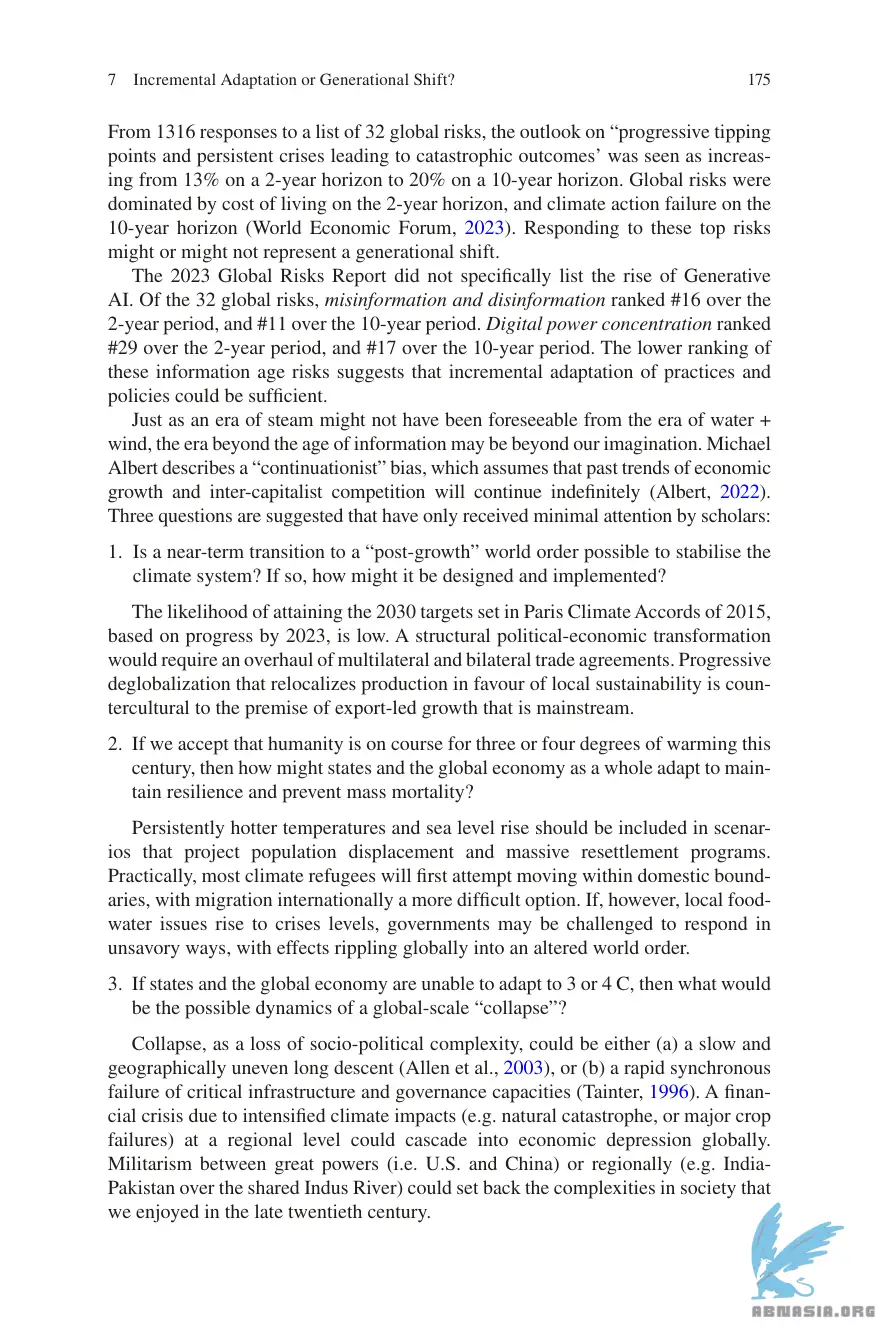 7 Incremental Adaptation or Generational Shift? 175
From 1316 responses to a list of 32 global risks, the outlook on “progressive tipping
points and persistent crises leading to catastrophic outcomes’ was seen as increas-
ing from 13% on a 2-year horizon to 20% on a 10-year horizon. Global risks were
dominated by cost of living on the 2-year horizon, and climate action failure on the
10-year horizon (World Economic Forum, 2023). Responding to these top risks
might or might not represent a generational shift.
The 2023 Global Risks Report did not specifically list the rise of Generative
AI. Of the 32 global risks, misinformation and disinformation ranked #16 over the
2-year period, and #11 over the 10-year period. Digital power concentration ranked
#29 over the 2-year period, and #17 over the 10-year period. The lower ranking of
these information age risks suggests that incremental adaptation of practices and
policies could be sufficient.
Just as an era of steam might not have been foreseeable from the era of water +
wind, the era beyond the age of information may be beyond our imagination. Michael
Albert describes a “continuationist” bias, which assumes that past trends of economic
growth and inter-capitalist competition will continue indefinitely (Albert, 2022).
Three questions are suggested that have only received minimal attention by scholars:
1. Is a near-term transition to a “post-growth” world order possible to stabilise the
climate system? If so, how might it be designed and implemented?
The likelihood of attaining the 2030 targets set in Paris Climate Accords of 2015,
based on progress by 2023, is low. A structural political-economic transformation
would require an overhaul of multilateral and bilateral trade agreements. Progressive
deglobalization that relocalizes production in favour of local sustainability is coun-
tercultural to the premise of export-led growth that is mainstream.
2. If we accept that humanity is on course for three or four degrees of warming this
century, then how might states and the global economy as a whole adapt to main-
tain resilience and prevent mass mortality?
Persistently hotter temperatures and sea level rise should be included in scenar-
ios that project population displacement and massive resettlement programs.
Practically, most climate refugees will first attempt moving within domestic bound-
aries, with migration internationally a more difficult option. If, however, local food-
water issues rise to crises levels, governments may be challenged to respond in
unsavory ways, with effects rippling globally into an altered world order.
3. If states and the global economy are unable to adapt to 3 or 4 C, then what would
be the possible dynamics of a global-scale “collapse”?
Collapse, as a loss of socio-political complexity, could be either (a) a slow and
geographically uneven long descent (Allen et al., 2003), or (b) a rapid synchronous
failure of critical infrastructure and governance capacities (Tainter, 1996). A finan-
cial crisis due to intensified climate impacts (e.g. natural catastrophe, or major crop
failures) at a regional level could cascade into economic depression globally.
Militarism between great powers (i.e. U.S. and China) or regionally (e.g. India-
Pakistan over the shared Indus River) could set back the complexities in society that
we enjoyed in the late twentieth century.
ABNASIA.ORG